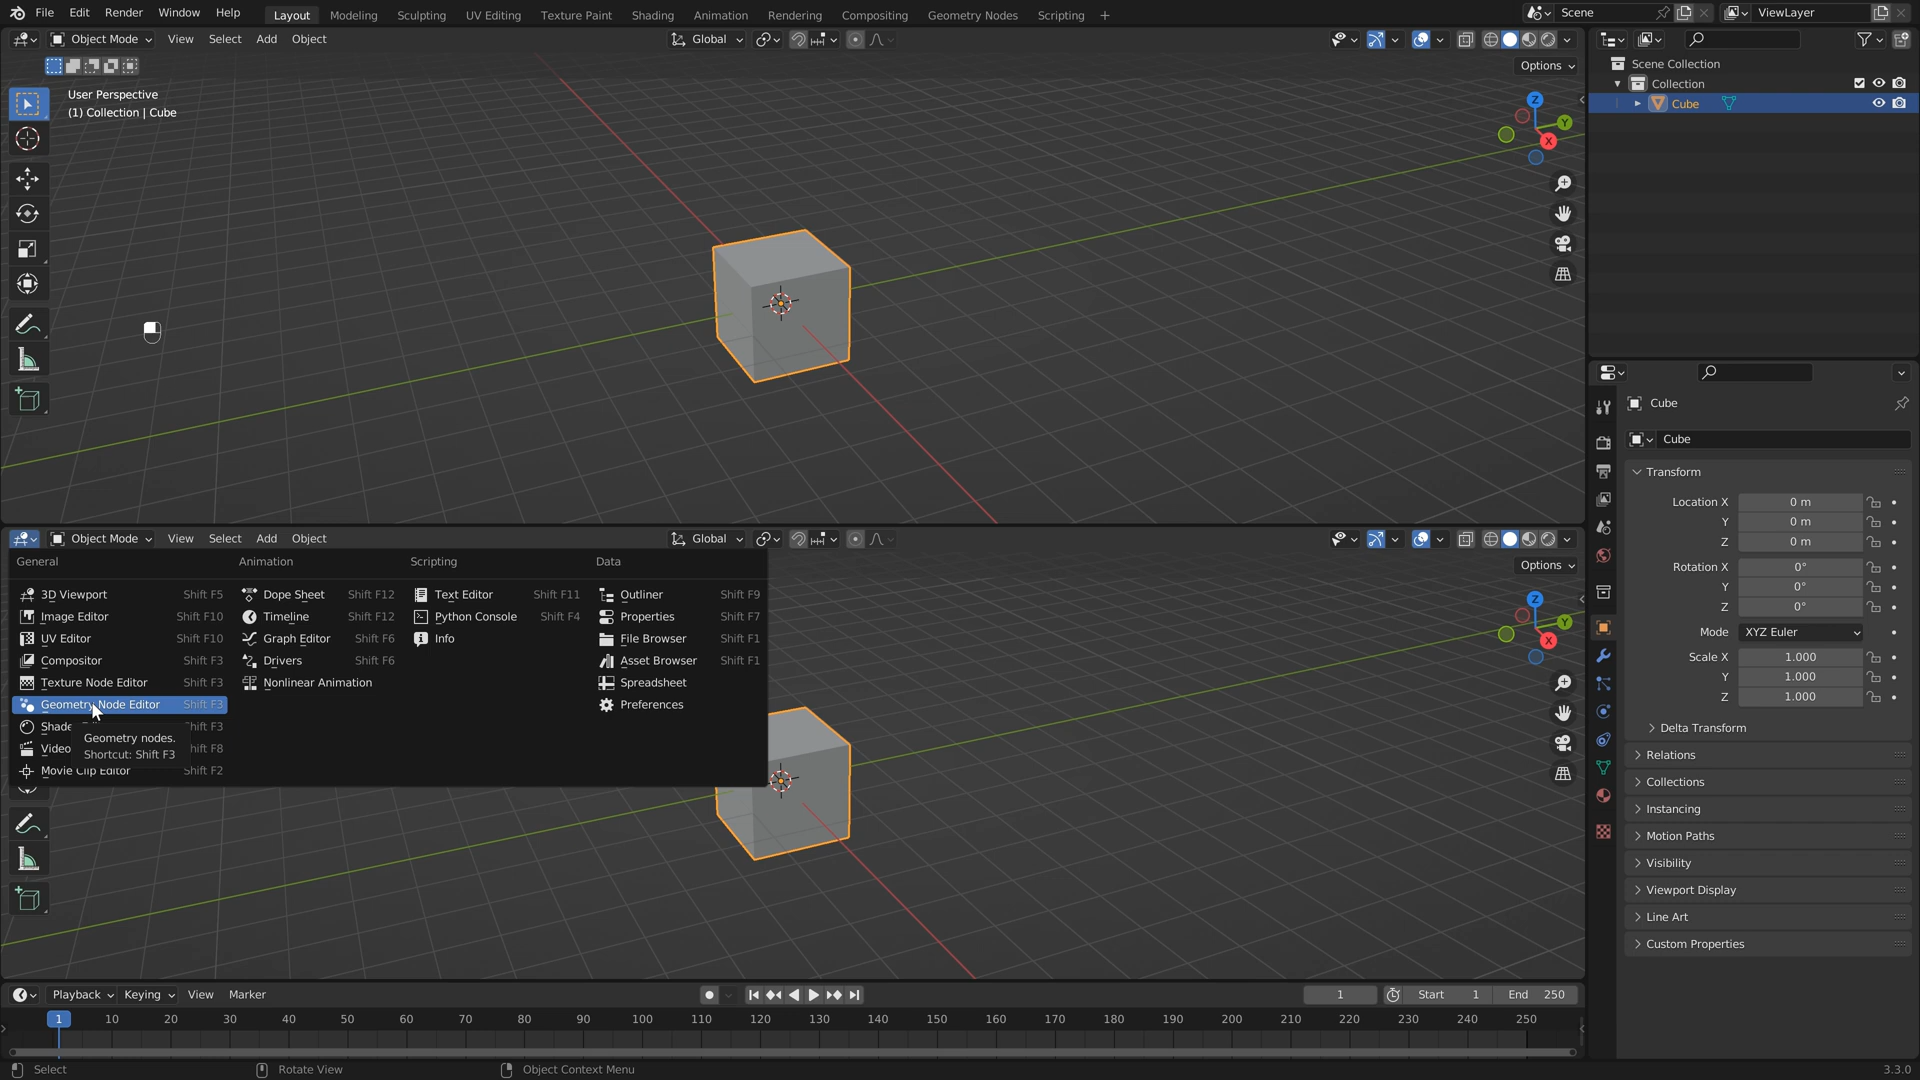 File Edit Render Window Help Layout Modeling Sculpting UV Editing Texture Paint Shading Animation Rendering Compositing Geometry Nodes Scripting + Scene ViewLayer
Object Mode View Select Add Object Global
Options
User Perspective
(1) Collection | Cube
Z
Y
X
Scene Collection
Collection
Cube
Cube
Cube
Transform
Location X 0 m
Y 0 m
Z 0 m
Rotation X 0°
Y 0°
Z 0°
Mode XYZ Euler
Scale X 1.000
Y 1.000
Z 1.000
Delta Transform
Relations
Collections
Instancing
Motion Paths
Visibility
Viewport Display
Line Art
Custom Properties
Object Mode View Select Add Object Global
Options
Z
Y
X
General Animation Scripting Data
3D Viewport Shift F5 Dope Sheet Shift F12 Text Editor Shift F11 Outliner Shift F9
Image Editor Shift F10 Timeline Shift F12 Python Console Shift F4 Properties Shift F7
UV Editor Shift F10 Graph Editor Shift F6 Info File Browser Shift F1
Compositor Shift F3 Drivers Shift F6 Asset Browser Shift F1
Texture Node Editor Shift F3 Nonlinear Animation Spreadsheet
Geometry Node Editor Shift F3 Preferences
Shade Shift F3
Geometry nodes.
Video Shift F8
Shortcut: Shift F3
Movie Clip Editor Shift F2
Playback Keying View Marker 1 Start 1 End 250
1 10 20 30 40 50 60 70 80 90 100 110 120 130 140 150 160 170 180 190 200 210 220 230 240 250
Select Rotate View Object Context Menu 3.3.0